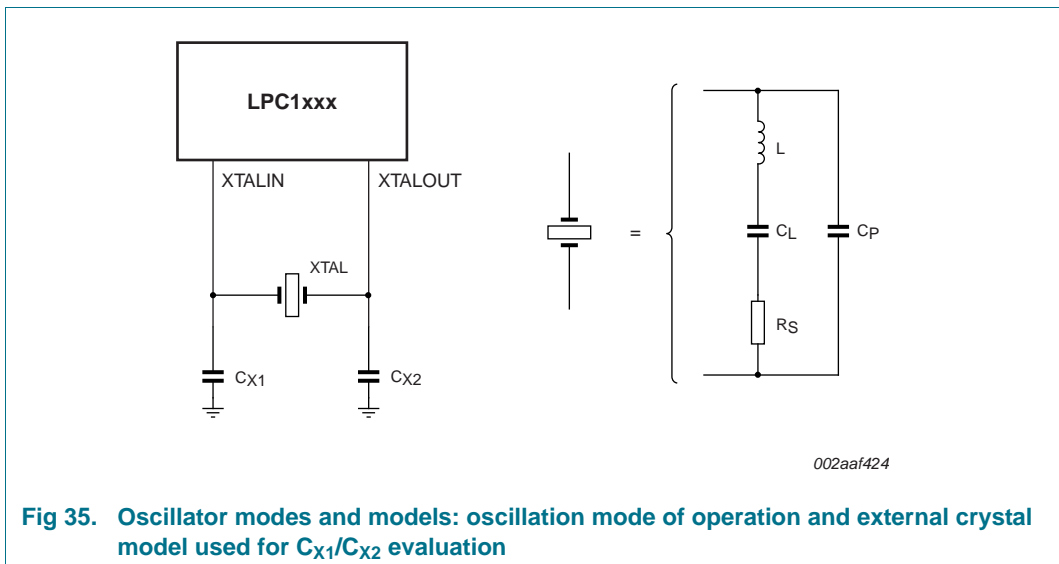 LPC1xxx
XTALIN XTALOUT
L
CL
CP
=
XTAL
RS
CX1
CX2
002aaf424
Fig 35. Oscillator modes and models: oscillation mode of operation and external crystal
model used for CX1/CX2 evaluation